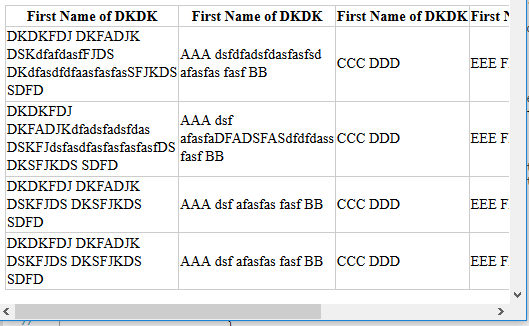 First Name of DKDK First Name of DKDK First Name of DKDK First N
DKDKFDJ DKFADJK
DSKdfafdasfFJDS
DKdfasdfdfaasfasfasSFJKDS
SDFD
AAA dsfdfadsfdasfasfsd
afasfas fasf BB
CCC DDD
EEE F
DKDKFDJ
DKFADJKdfadsfadsfdas
DSKFJdsfasdfasfasfasfasfDS
DKSFJKDS SDFD
AAA dsf
afasfaDFADSFASdfdfdass
fasf BB
CCC DDD
EEE F
DKDKFDJ DKFADJK
DSKFJDS DKSFJKDS
SDFD
AAA dsf afasfas fasf BB
CCC DDD
EEE F
DKDKFDJ DKFADJK
DSKFJDS DKSFJKDS
SDFD
AAA dsf afasfas fasf BB
CCC DDD
EEE F